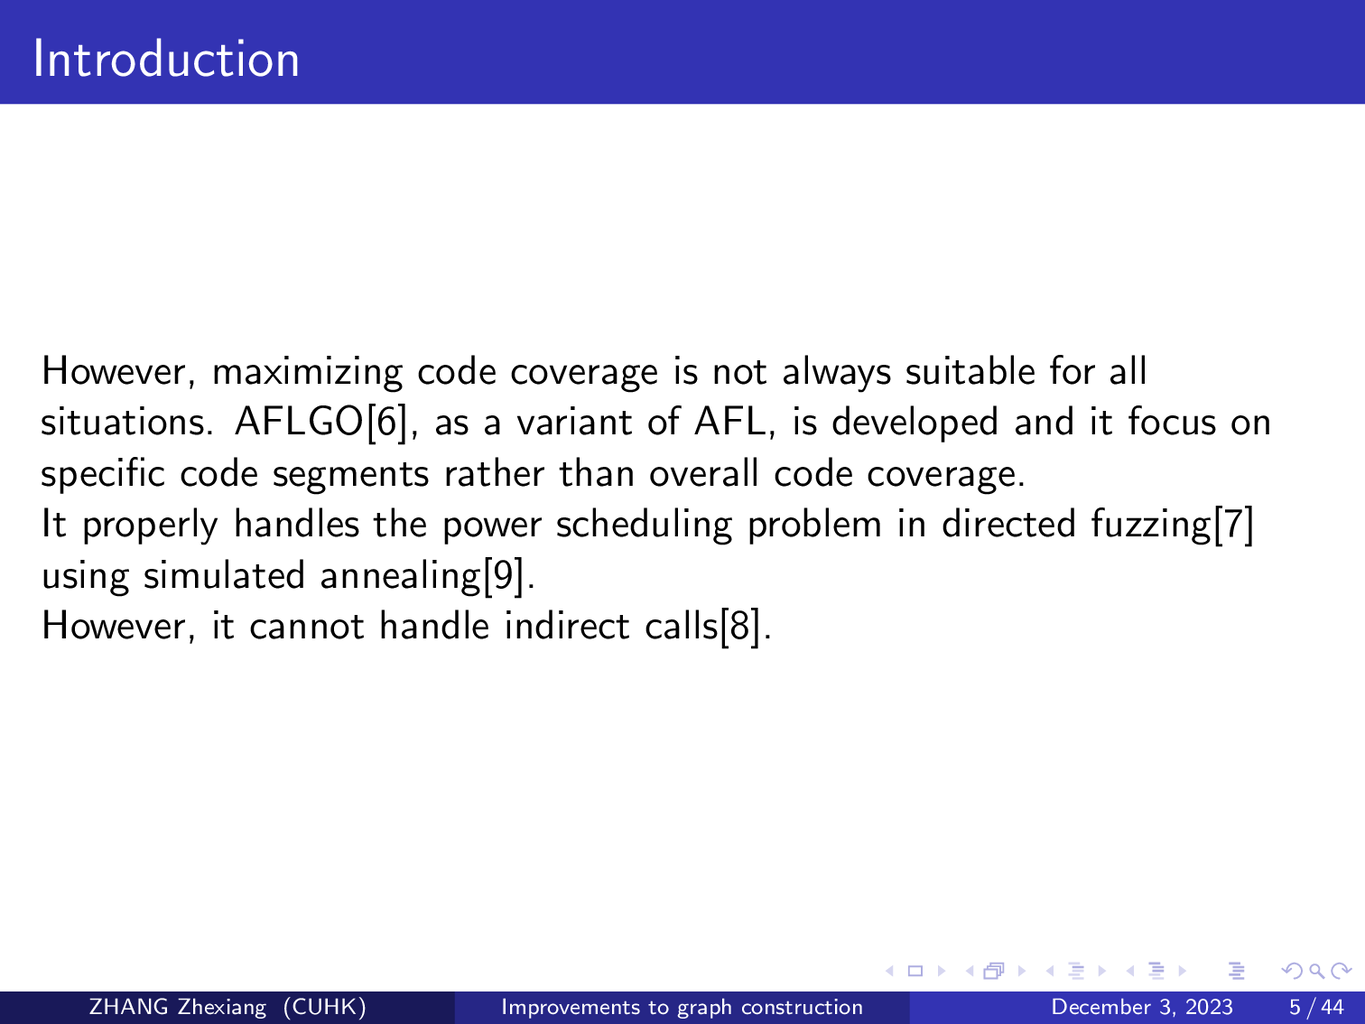 Introduction
However, maximizing code coverage is not always suitable for all
situations. AFLGO[6], as a variant of AFL, is developed and it focus on
specific code segments rather than overall code coverage.
It properly handles the power scheduling problem in directed fuzzing[7]
using simulated annealing[9].
However, it cannot handle indirect calls[8].
ZHANG Zhexiang (CUHK)
Improvements to graph construction
December 3, 2023
5 / 44